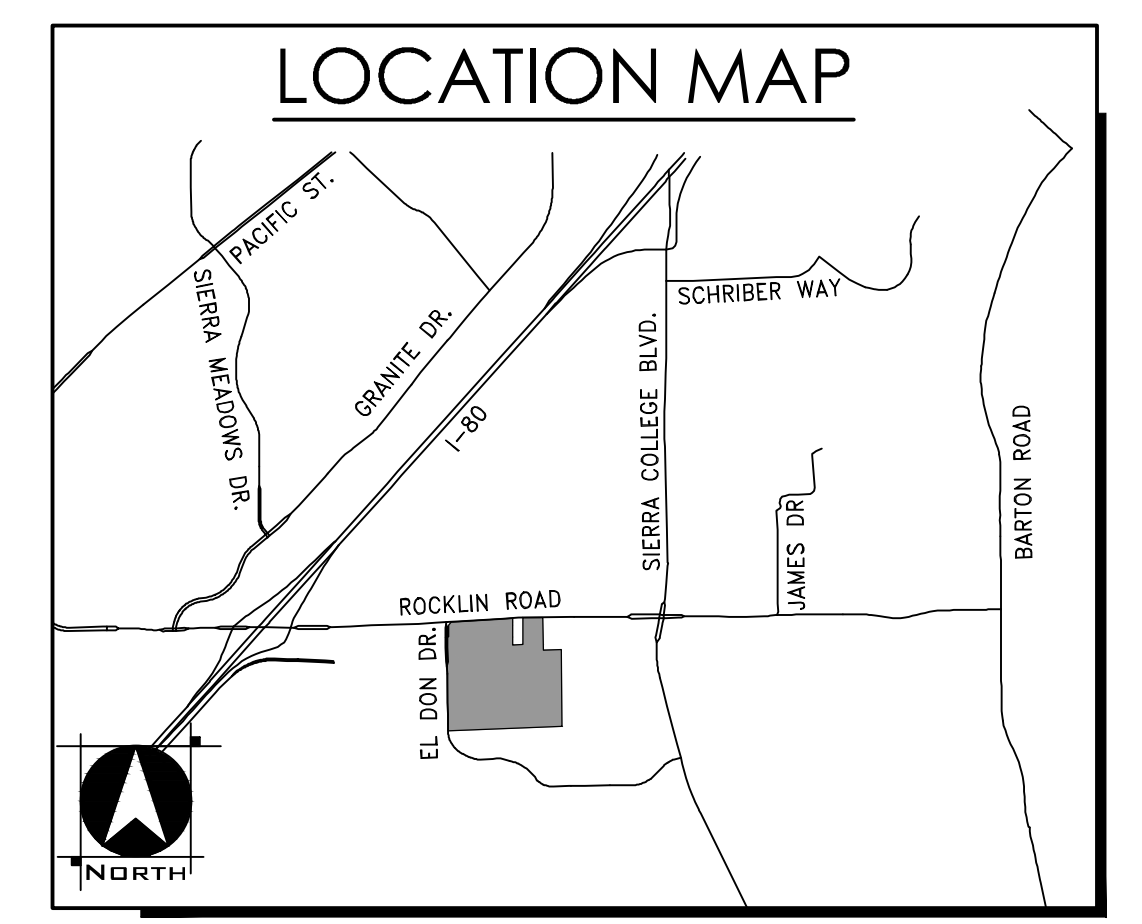 LOCATION MAP
PACIFIC ST.
SIERRA MEADOWS DR.
GRANITE DR.
I-80
SCHRIBER WAY
SIERRA COLLEGE BLVD.
BARTON ROAD
JAMES DR
ROCKLIN ROAD
EL DON DR.
NORTH